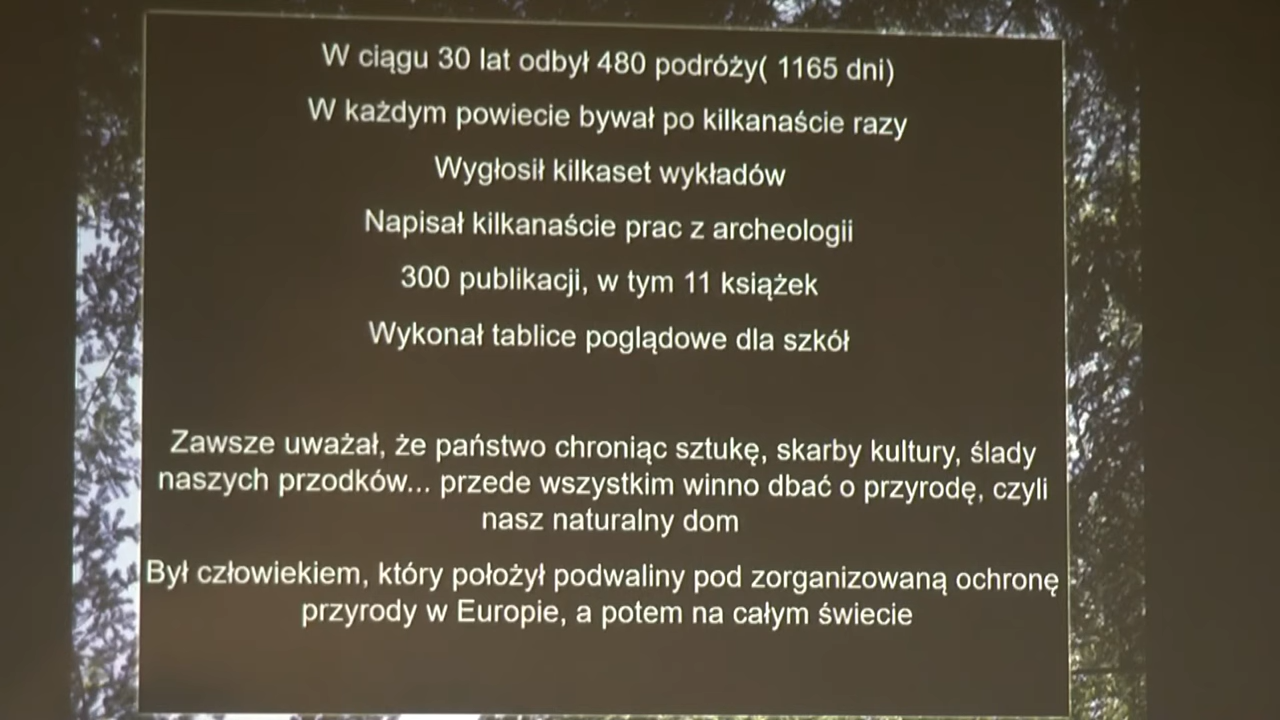 W ciągu 30 lat odbył 480 podróży( 1165 dni)
W każdym powiecie bywał po kilkanaście razy
Wygłosił kilkaset wykładów
Napisał kilkanaście prac z archeologii
300 publikacji, w tym 11 książek
Wykonał tablice poglądowe dla szkół
Zawsze uważał, że państwo chroniąc sztukę, skarby kultury, ślady
naszych przodków... przede wszystkim winno dbać o przyrodę, czyli
nasz naturalny dom
Był człowiekiem, który położył podwaliny pod zorganizowaną ochronę
przyrody w Europie, a potem na całym świecie